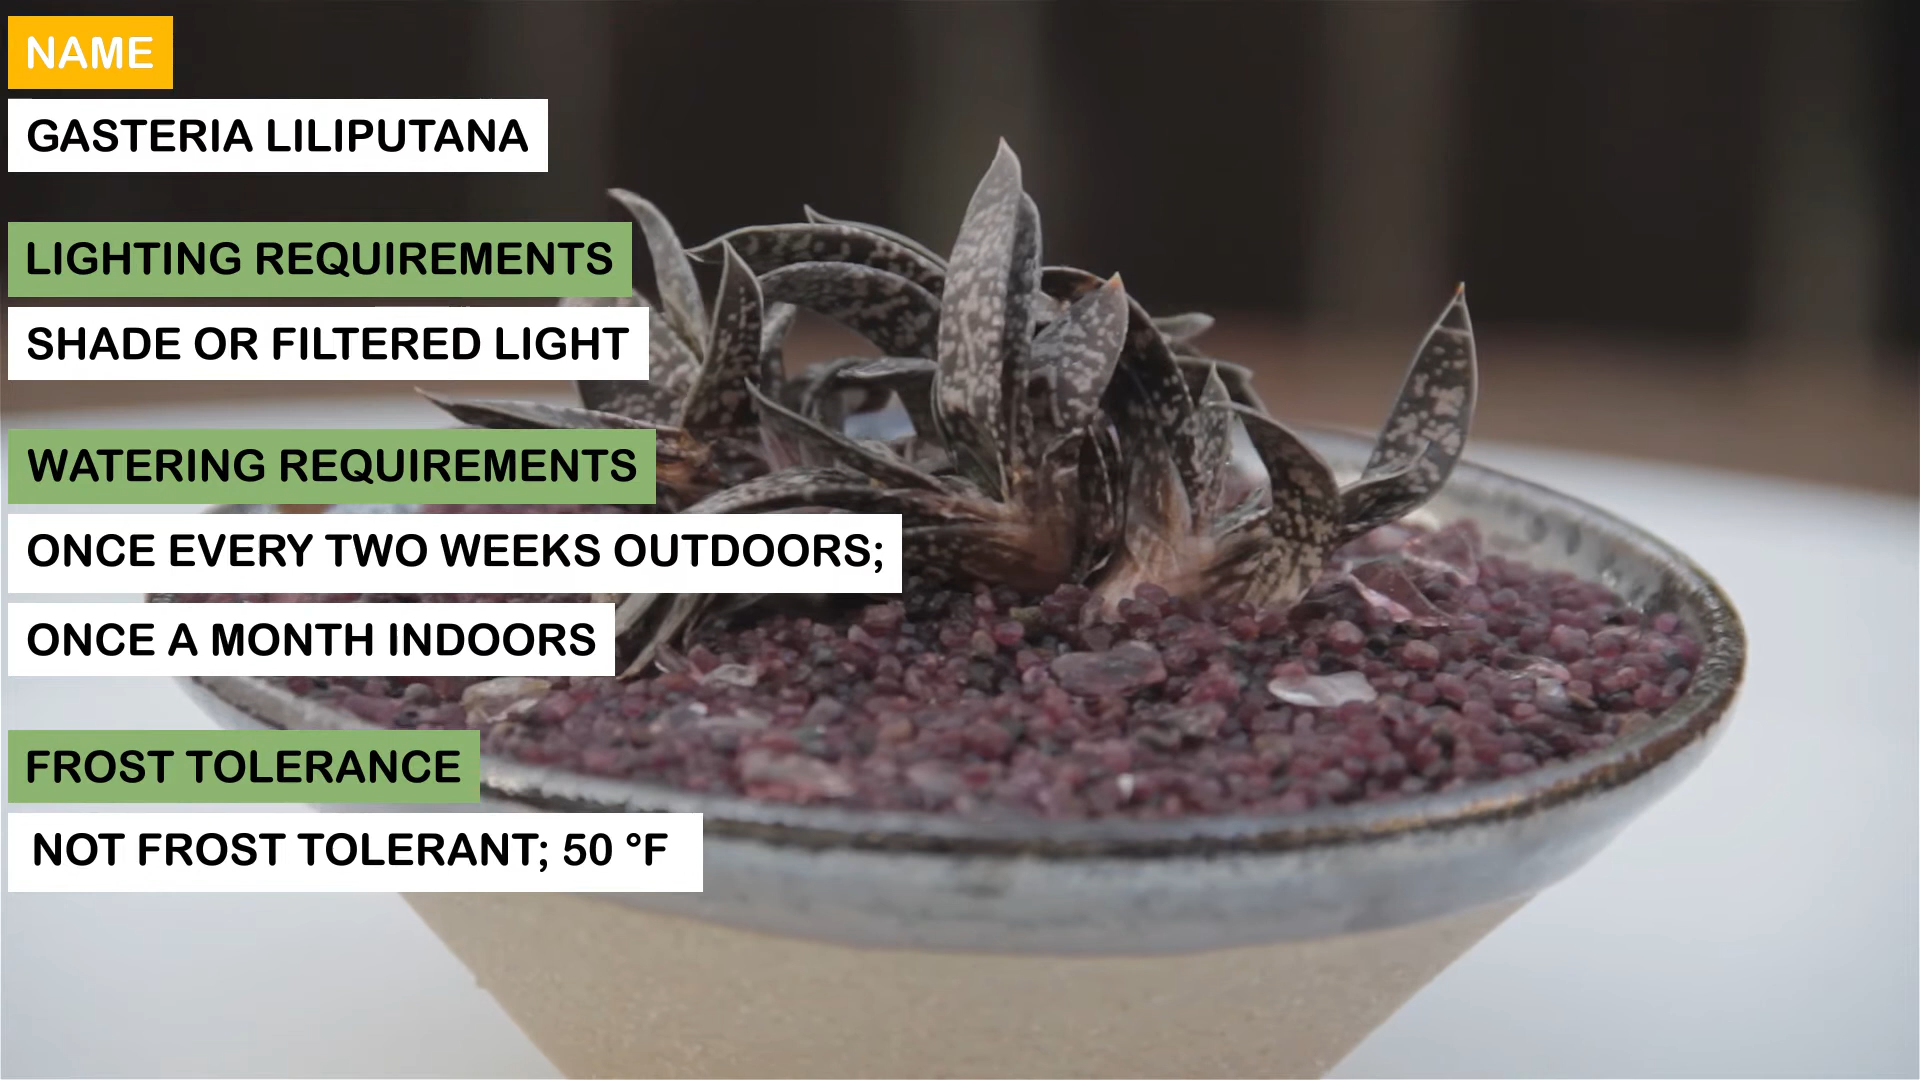 NAME
GASTERIA LILIPUTANA
LIGHTING REQUIREMENTS
SHADE OR FILTERED LIGHT
WATERING REQUIREMENTS
ONCE EVERY TWO WEEKS OUTDOORS;
ONCE A MONTH INDOORS
FROST TOLERANCE
NOT FROST TOLERANT; 50 °F